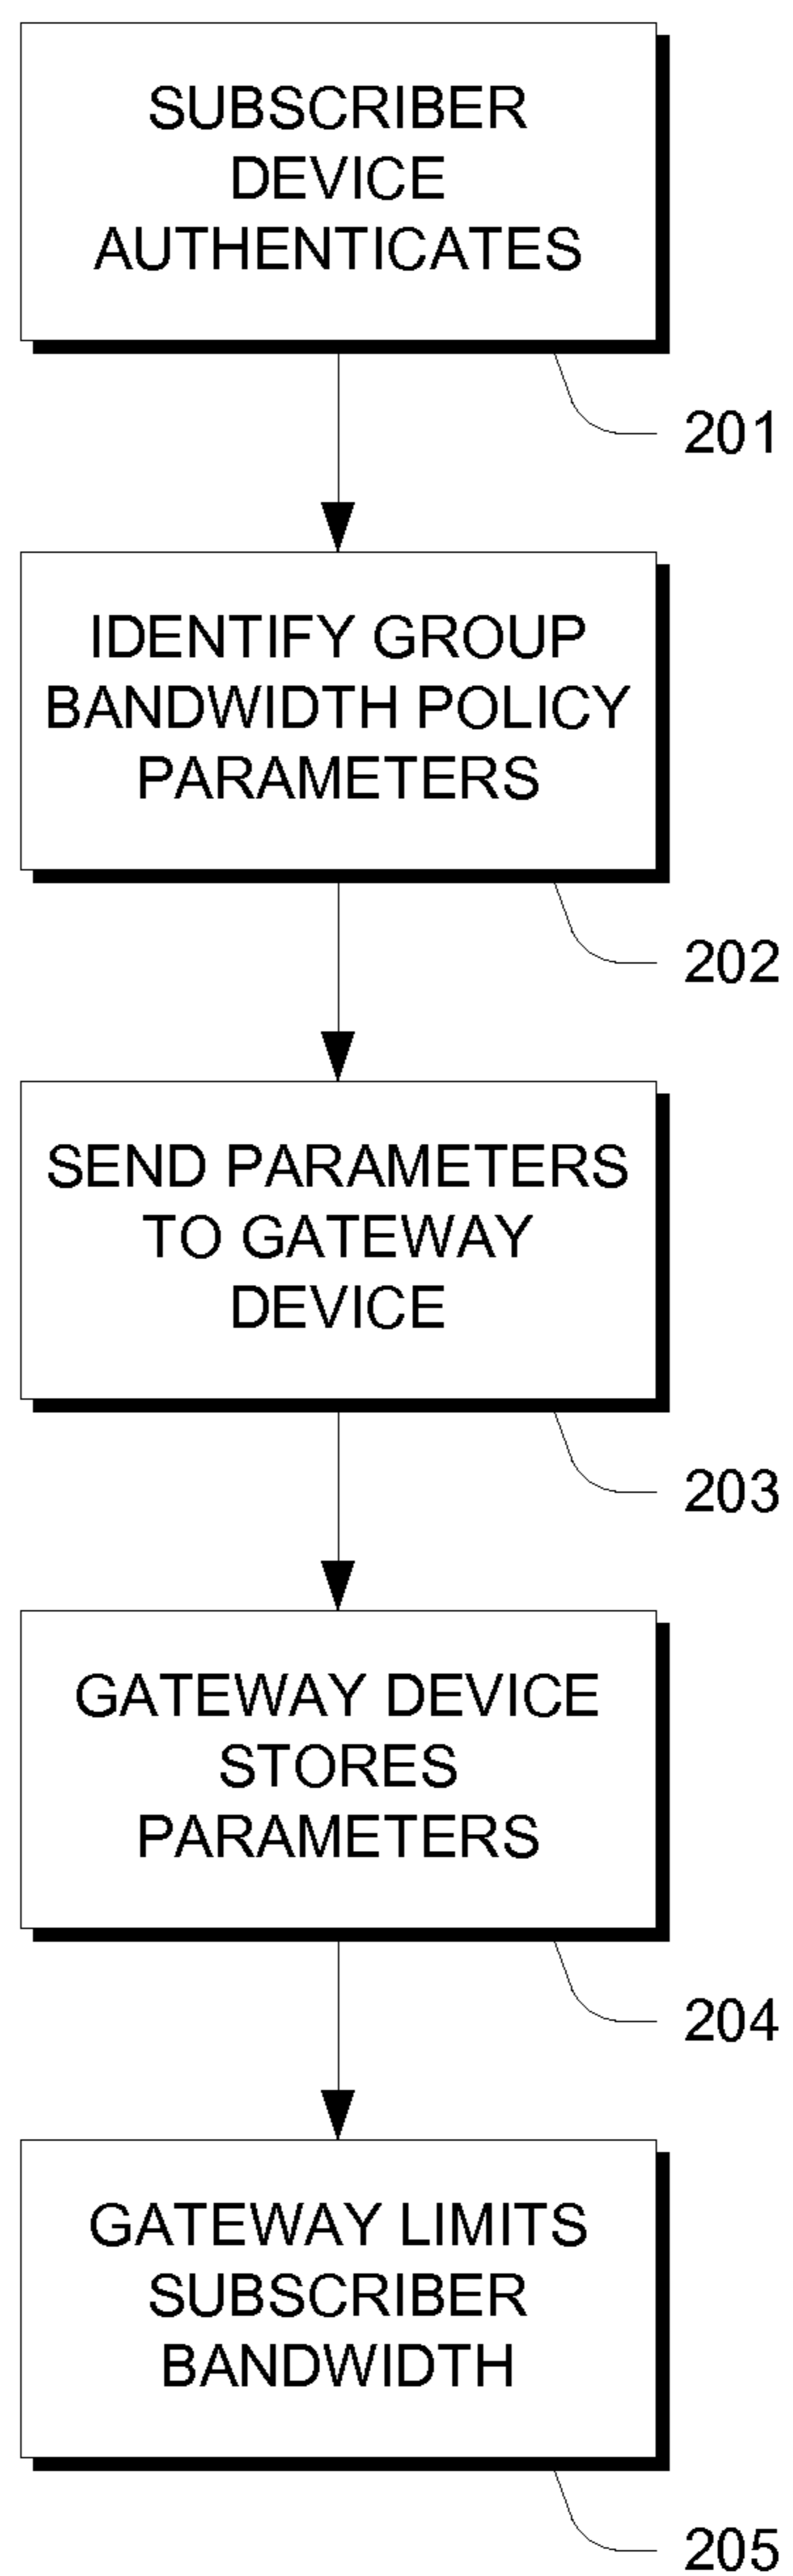 SUBSCRIBER
DEVICE
AUTHENTICATES
201
IDENTIFY GROUP
BANDWIDTH POLICY
PARAMETERS
202
SEND PARAMETERS
TO GATEWAY
DEVICE
203
GATEWAY DEVICE
STORES
PARAMETERS
204
GATEWAY LIMITS
SUBSCRIBER
BANDWIDTH
205